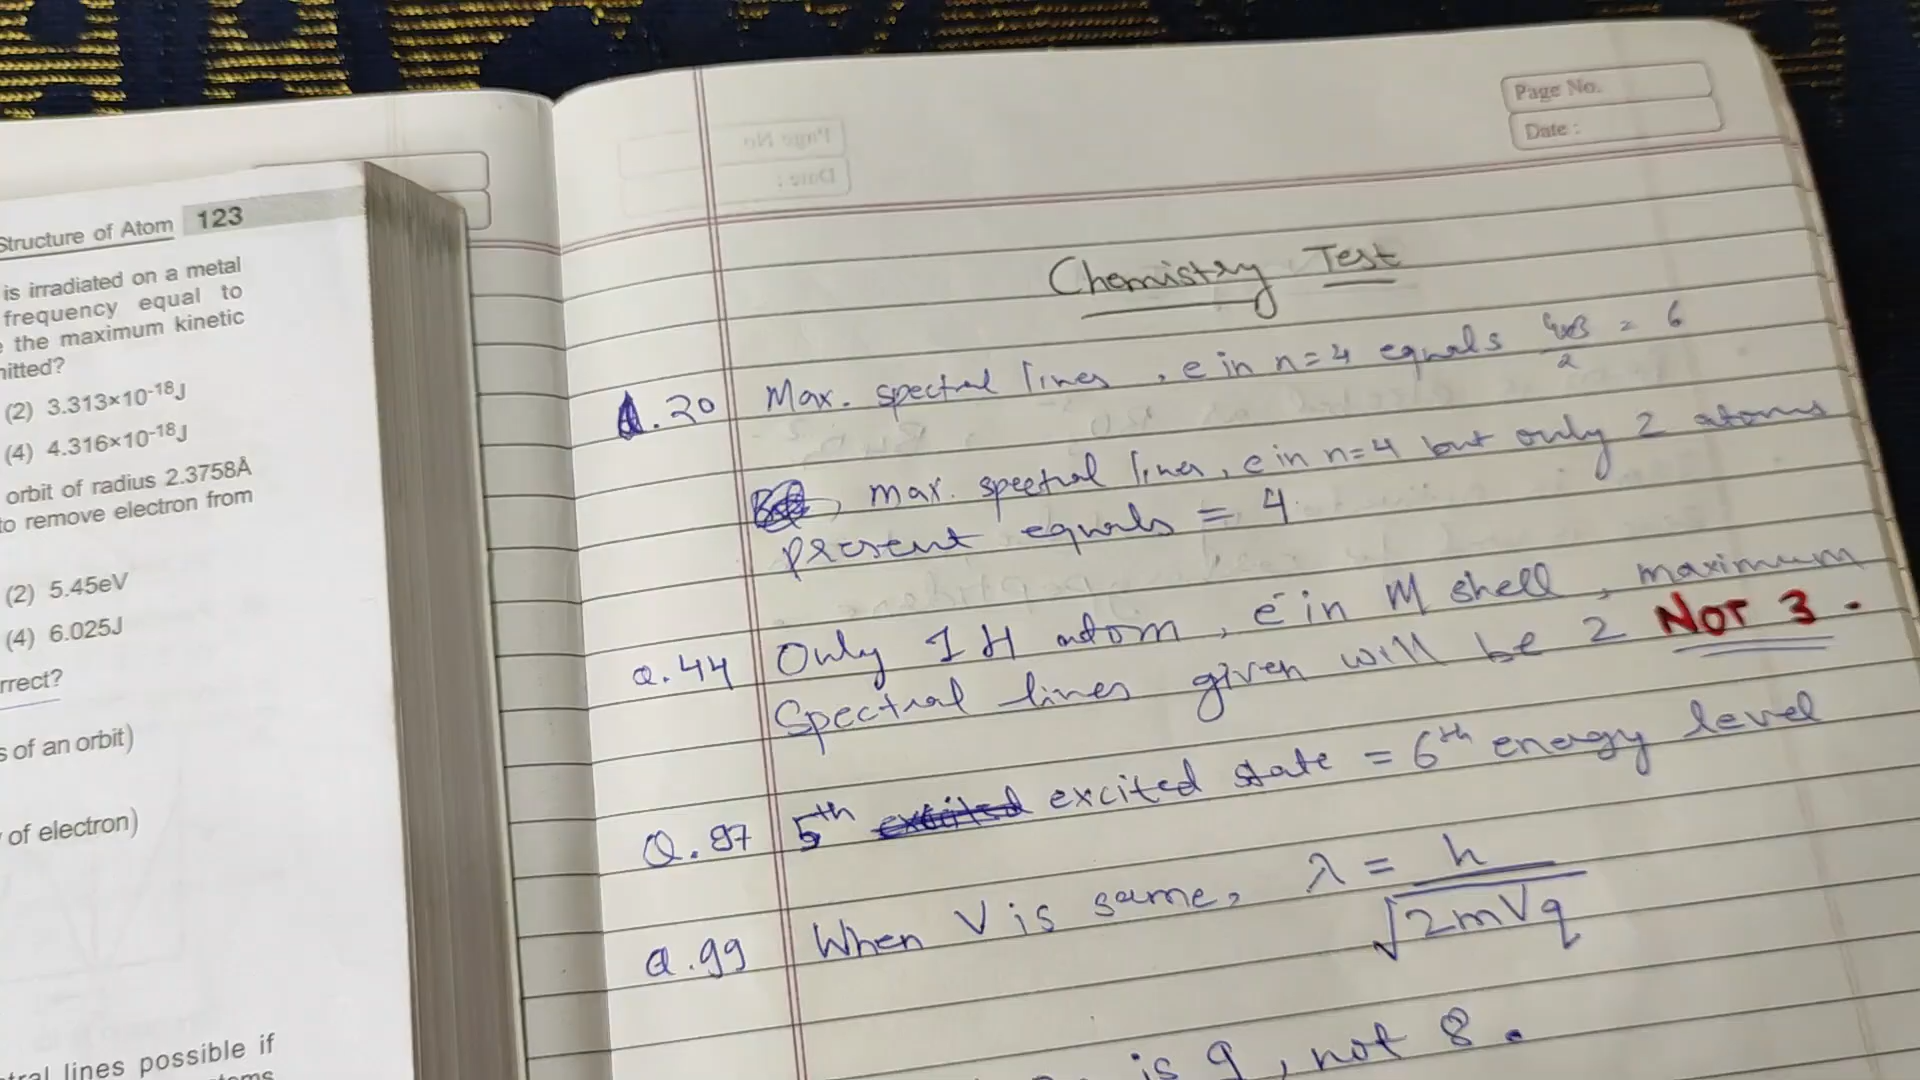 Structure of Atom 123
is irradiated on a metal
frequency equal to
the maximum kinetic
nitted?
(2) 3.313×10⁻¹⁸J
(4) 4.316×10⁻¹⁸J
orbit of radius 2.3758Å
to remove electron from
(2) 5.45eV
(4) 6.025J
rrect?
s of an orbit)
of electron)
tral lines possible if
Page No.
Date :
Chemistry Test
Q.20 Max. spectral lines, e in n=4 equals 4x3/2 = 6
, max. spectral lines, e in n=4 but only 2 atoms
present equals = 4
Q.44 Only 1 H atom, e⁻ in M shell, maximum
Spectral lines given will be 2 NOT 3.
Q.87 5th excited state = 6th energy level
Q.99 When V is same, λ = h/√2mVq
is 9, not 8.